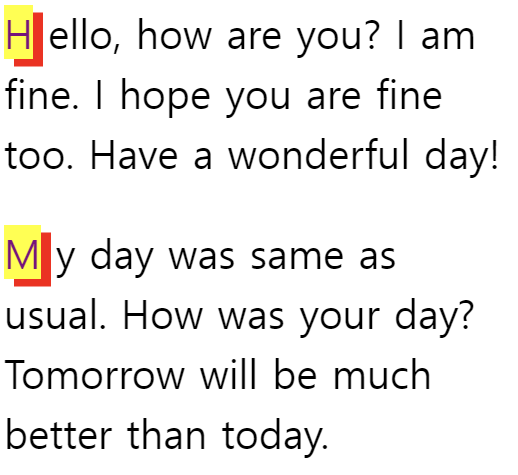 Hello, how are you? I am
fine. I hope you are fine
too. Have a wonderful day!
My day was same as
usual. How was your day?
Tomorrow will be much
better than today.